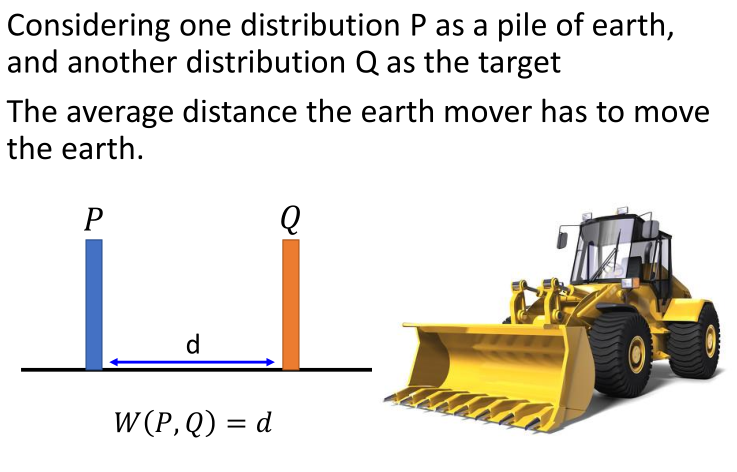 Considering one distribution P as a pile of earth,
and another distribution Q as the target
The average distance the earth mover has to move
the earth.
P
Q
d
W(P, Q) = d